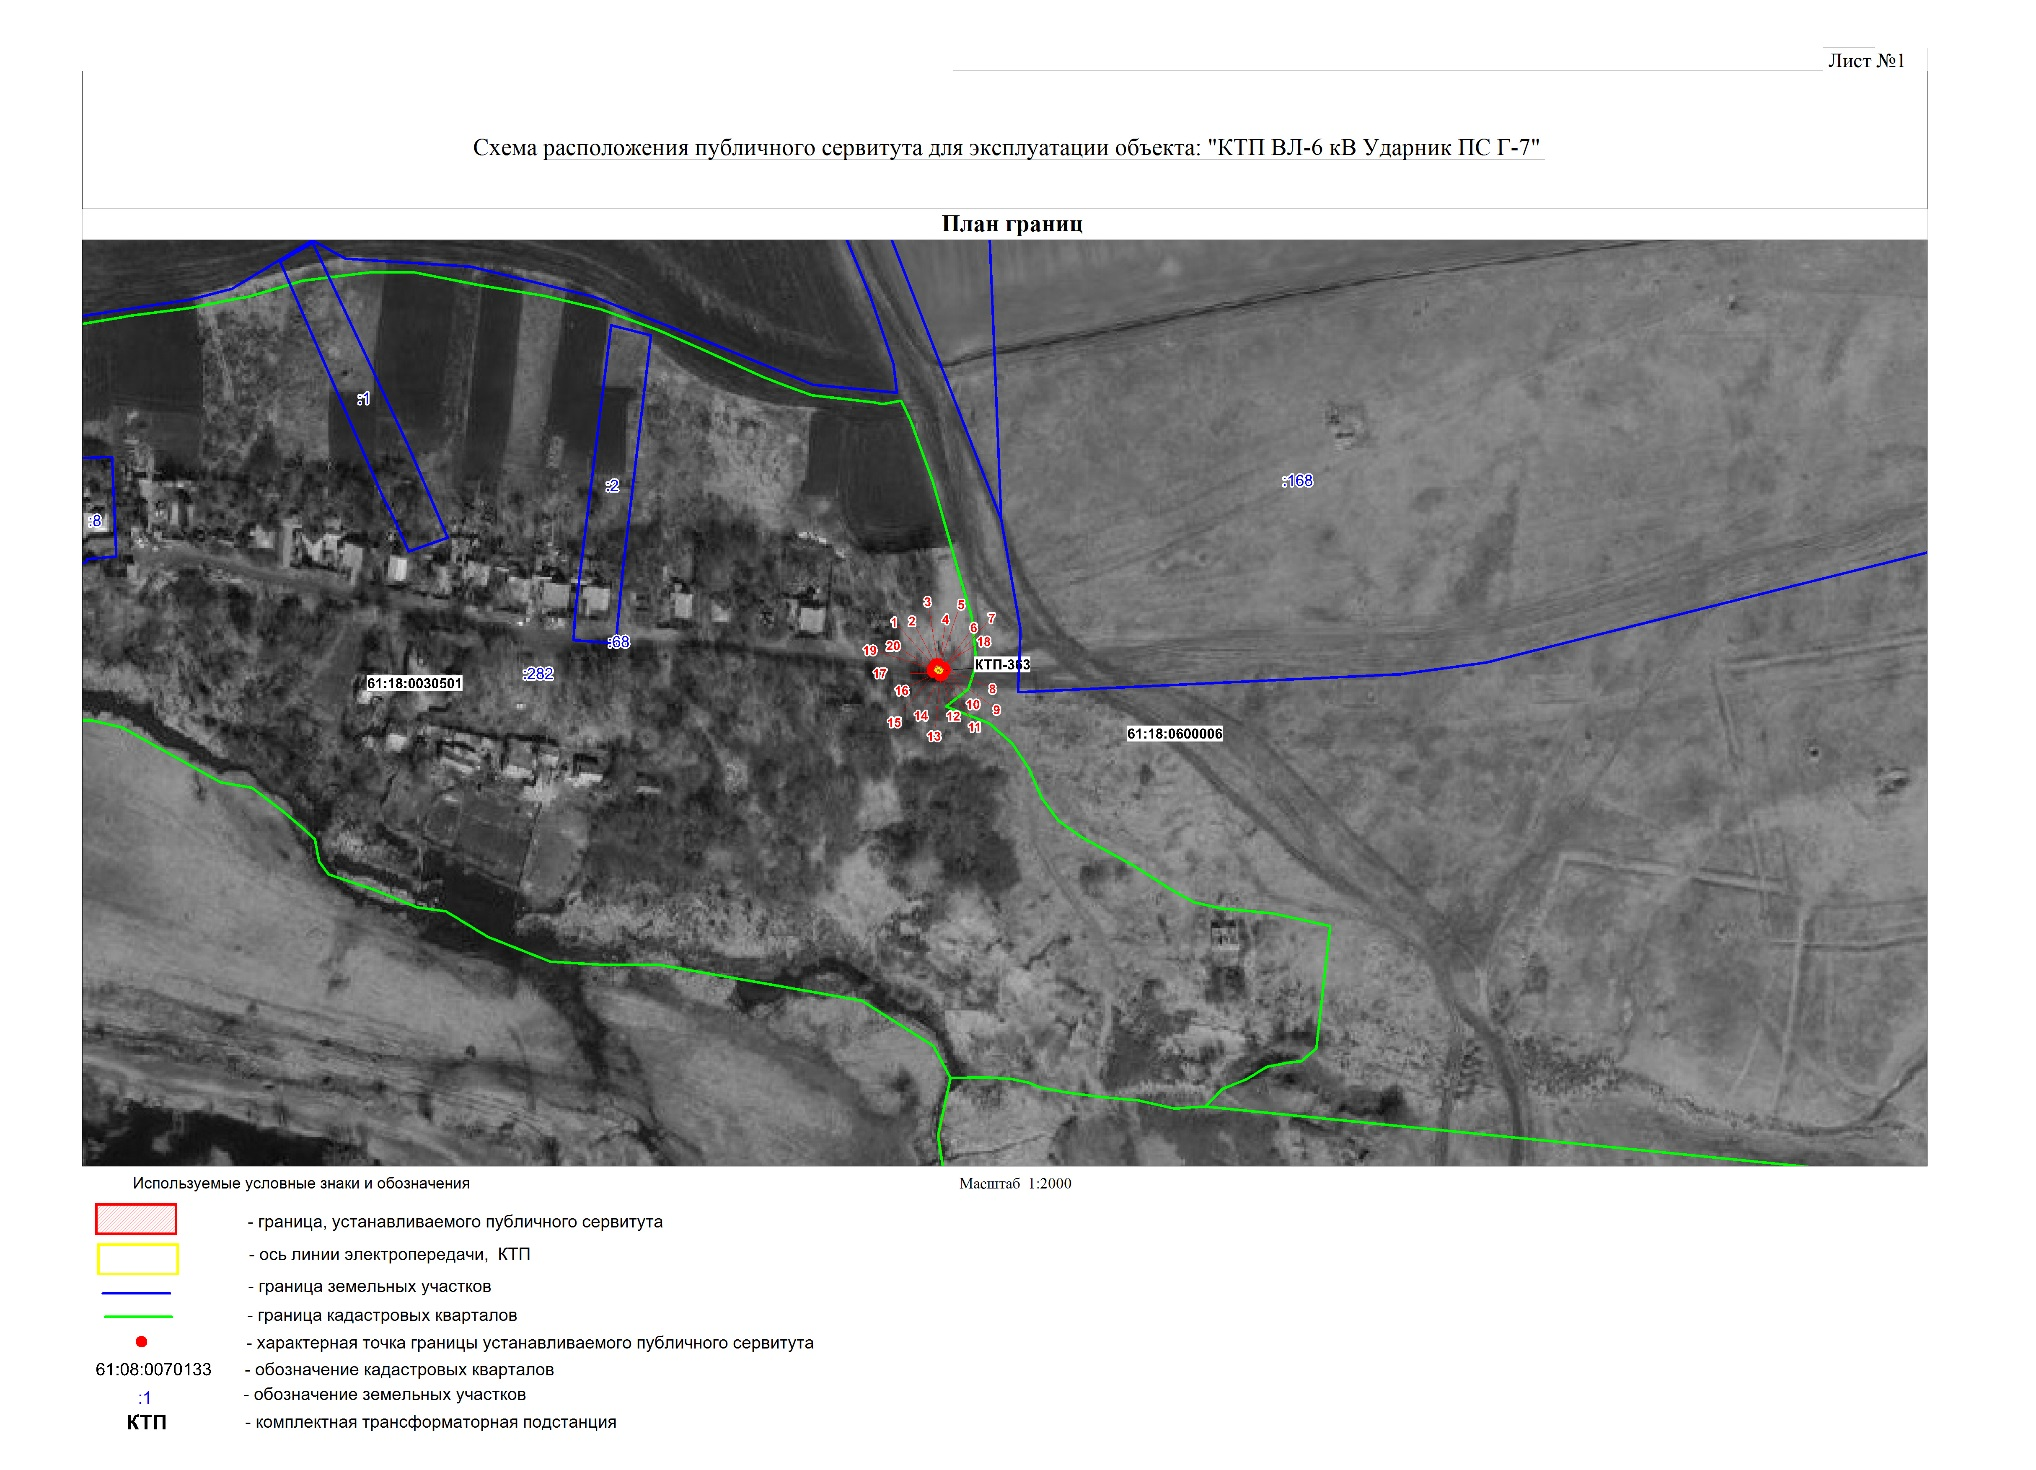 Лист №1
Схема расположения публичного сервитута для эксплуатации объекта: "КТП ВЛ-6 кВ Ударник ПС Г-7"
План границ
:1
:2
:168
:8
3
5
1
2
4
7
6
:68
18
19
20
КТП-363
61:18:0030501
:282
17
16
8
10
9
15
14
12
11
13
61:18:0600006
Используемые условные знаки и обозначения
Масштаб 1:2000
- граница, устанавливаемого публичного сервитута
- ось линии электропередачи, КТП
- граница земельных участков
- граница кадастровых кварталов
- характерная точка границы устанавливаемого публичного сервитута
61:08:0070133 - обозначение кадастровых кварталов
:1 - обозначение земельных участков
КТП - комплектная трансформаторная подстанция